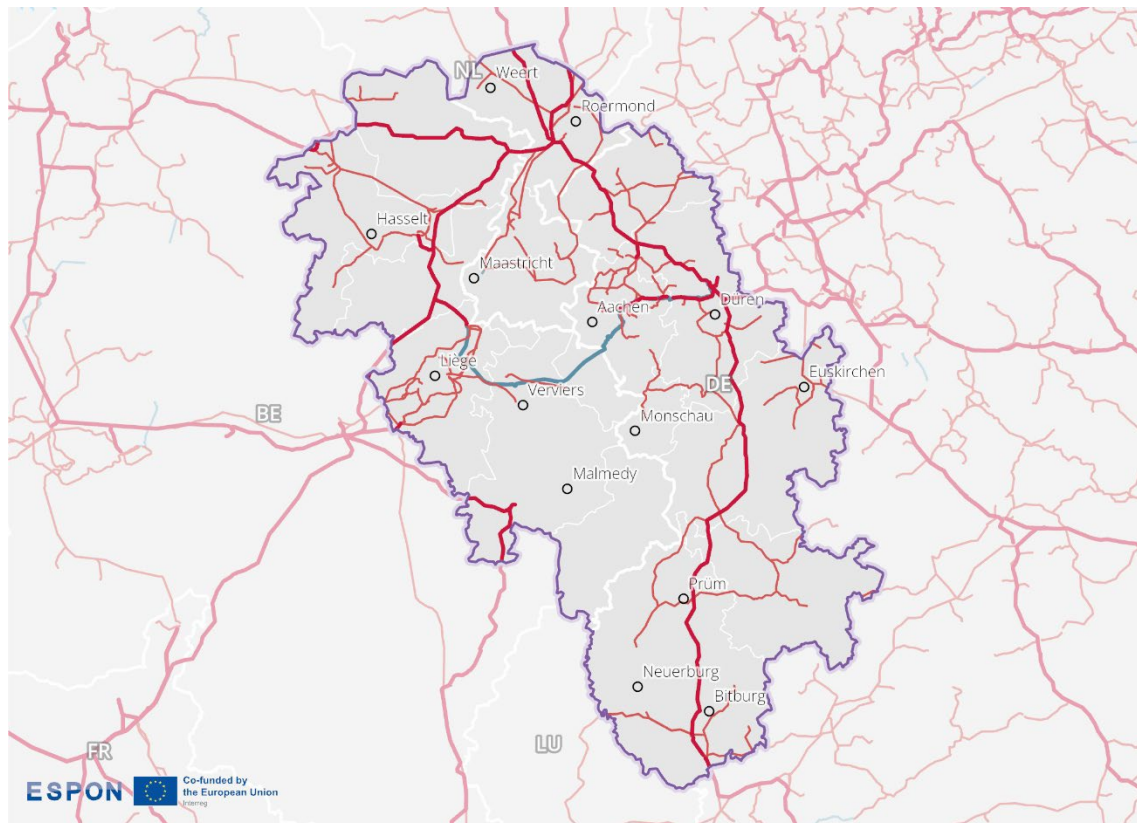 NL
Weert
Roermond
Hasselt
Maastricht
Aachen
Düren
Liège
Verviers
DE
Euskirchen
BE
Monschau
Malmedy
Prüm
Neuerburg
Bitburg
LU
FR
ESPON
Co-funded by
the European Union
Interreg